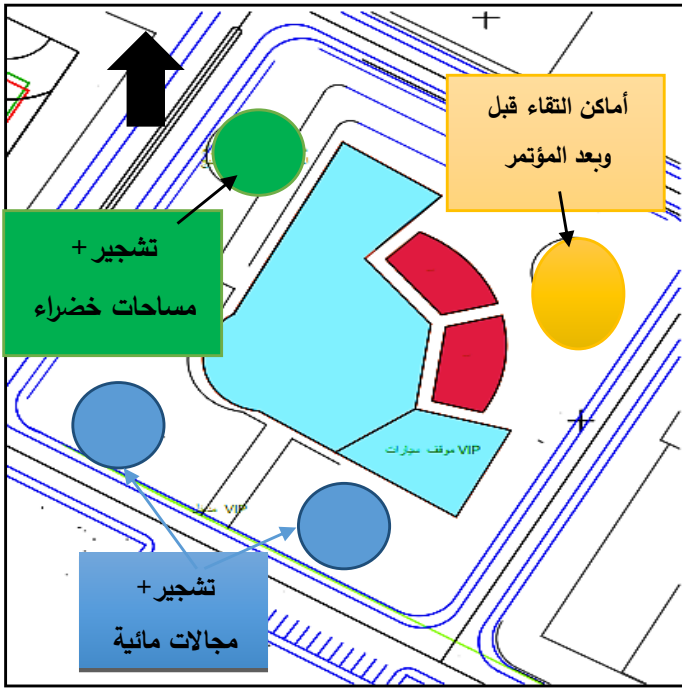 أماكن التقاء قبل
وبعد المؤتمر
تشجير +
مساحات خضراء
موقف سيارات VIP
VIP
تشجير +
مجالات مائية